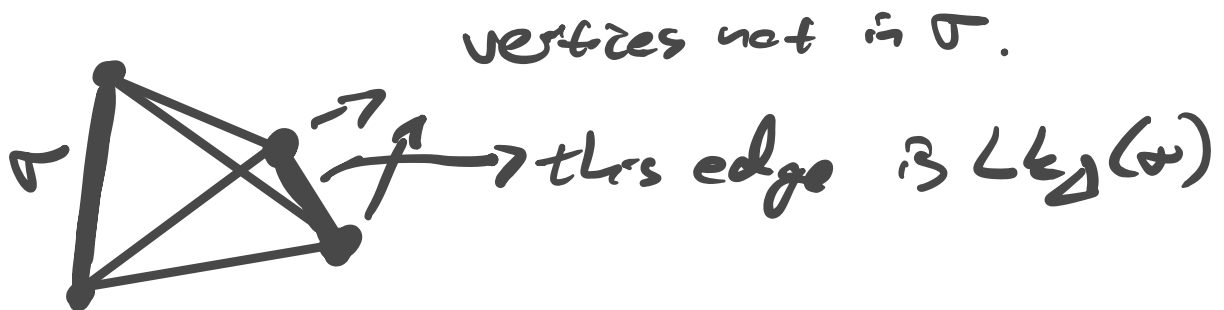 vertices not in σ.
σ
this edge is Lk_Δ(σ)